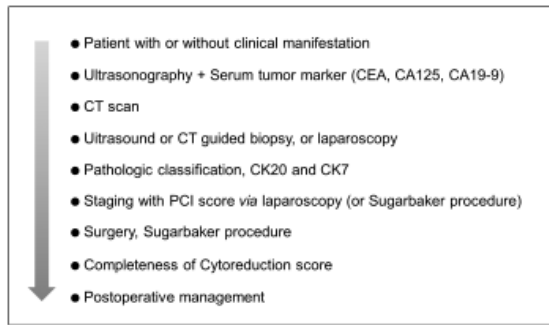 ● Patient with or without clinical manifestation
● Ultrasonography + Serum tumor marker (CEA, CA125, CA19-9)
● CT scan
● Ultrasound or CT guided biopsy, or laparoscopy
● Pathologic classification, CK20 and CK7
● Staging with PCI score via laparoscopy (or Sugarbaker procedure)
● Surgery, Sugarbaker procedure
● Completeness of Cytoreduction score
● Postoperative management